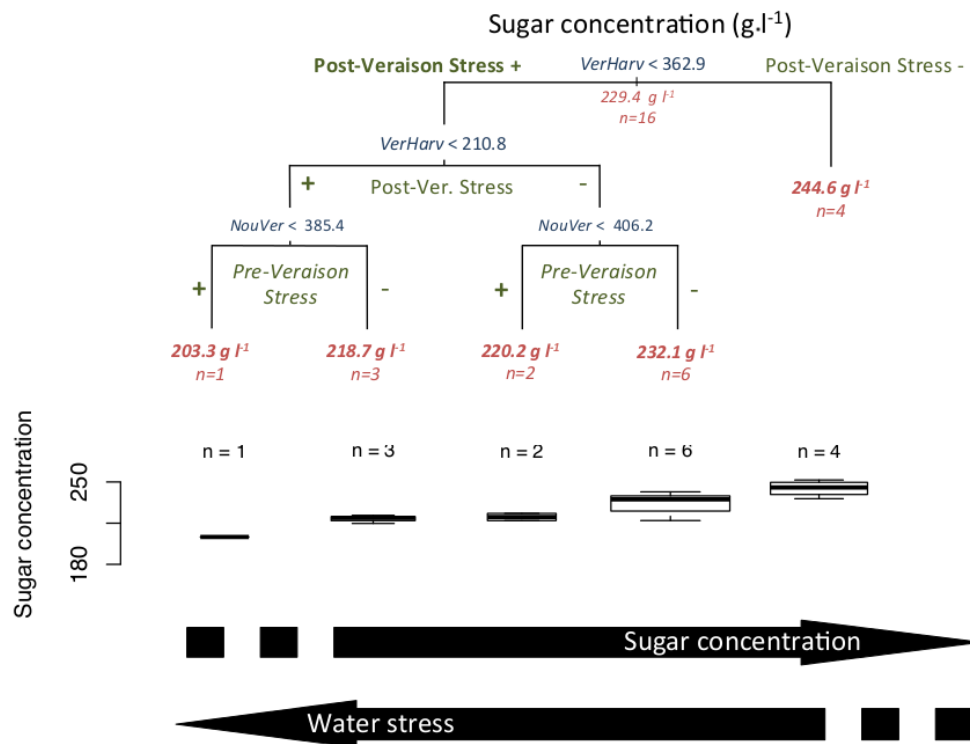 Sugar concentration (g.l⁻¹)
Post-Veraison Stress + VerHarv < 362.9 Post-Veraison Stress -
229.4 g l⁻¹
n=16
VerHarv < 210.8
+ Post-Ver. Stress -
244.6 g l⁻¹
n=4
NouVer < 385.4 NouVer < 406.2
+ Pre-Veraison Stress -
+ Pre-Veraison Stress -
203.3 g l⁻¹ 218.7 g l⁻¹ 220.2 g l⁻¹ 232.1 g l⁻¹
n=1 n=3 n=2 n=6
n = 1 n = 3 n = 2 n = 6 n = 4
Sugar concentration
250
180
Sugar concentration
Water stress